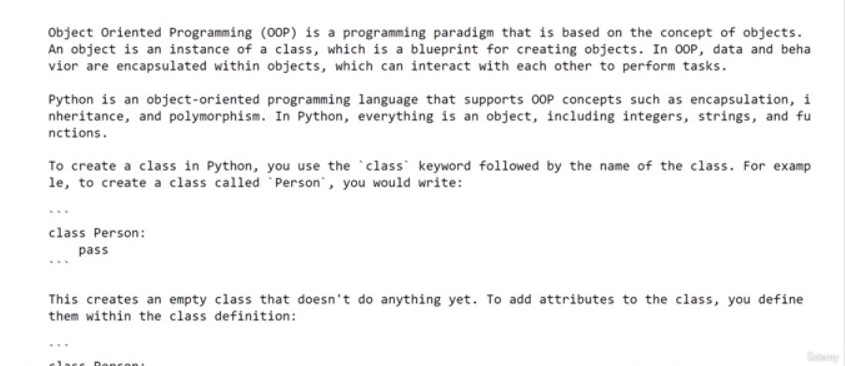 Object Oriented Programming (OOP) is a programming paradigm that is based on the concept of objects.
An object is an instance of a class, which is a blueprint for creating objects. In OOP, data and beha
vior are encapsulated within objects, which can interact with each other to perform tasks.
Python is an object-oriented programming language that supports OOP concepts such as encapsulation, i
nheritance, and polymorphism. In Python, everything is an object, including integers, strings, and fu
nctions.
To create a class in Python, you use the `class` keyword followed by the name of the class. For examp
le, to create a class called `Person`, you would write:
```
class Person:
    pass
```
This creates an empty class that doesn't do anything yet. To add attributes to the class, you define
them within the class definition:
```
class Person:
Udemy